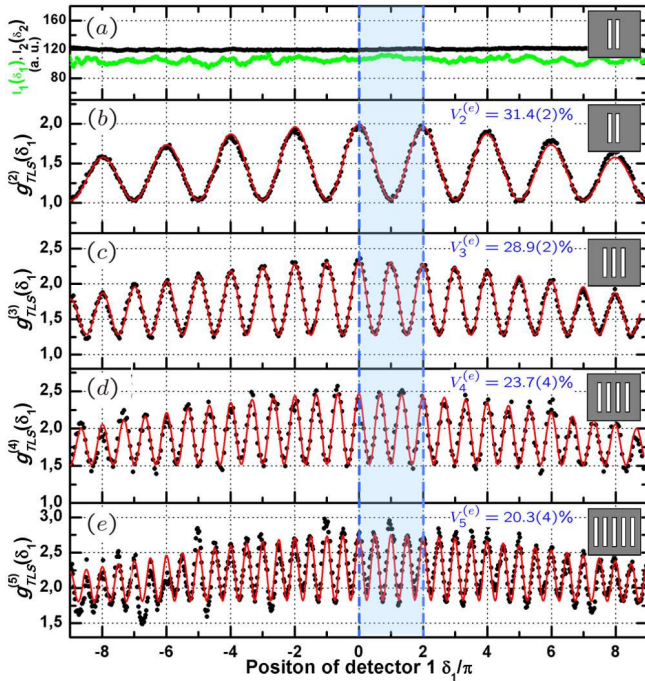 (a)
160
120
80
I₁(δ₁), I₂(δ₂)
(a. u.)
(b)
V₂⁽ᵉ⁾ = 31.4(2)%
2,0
1,5
1,0
g⁽²⁾TLS(δ₁)
(c)
V₃⁽ᵉ⁾ = 28.9(2)%
2,5
2,0
1,5
1,0
g⁽³⁾TLS(δ₁)
(d)
V₄⁽ᵉ⁾ = 23.7(4)%
2,5
2,0
1,5
1,0
g⁽⁴⁾TLS(δ₁)
(e)
V₅⁽ᵉ⁾ = 20.3(4)%
3,0
2,5
2,0
1,5
g⁽⁵⁾TLS(δ₁)
-8 -6 -4 -2 0 2 4 6 8
Positon of detector 1 δ₁/π